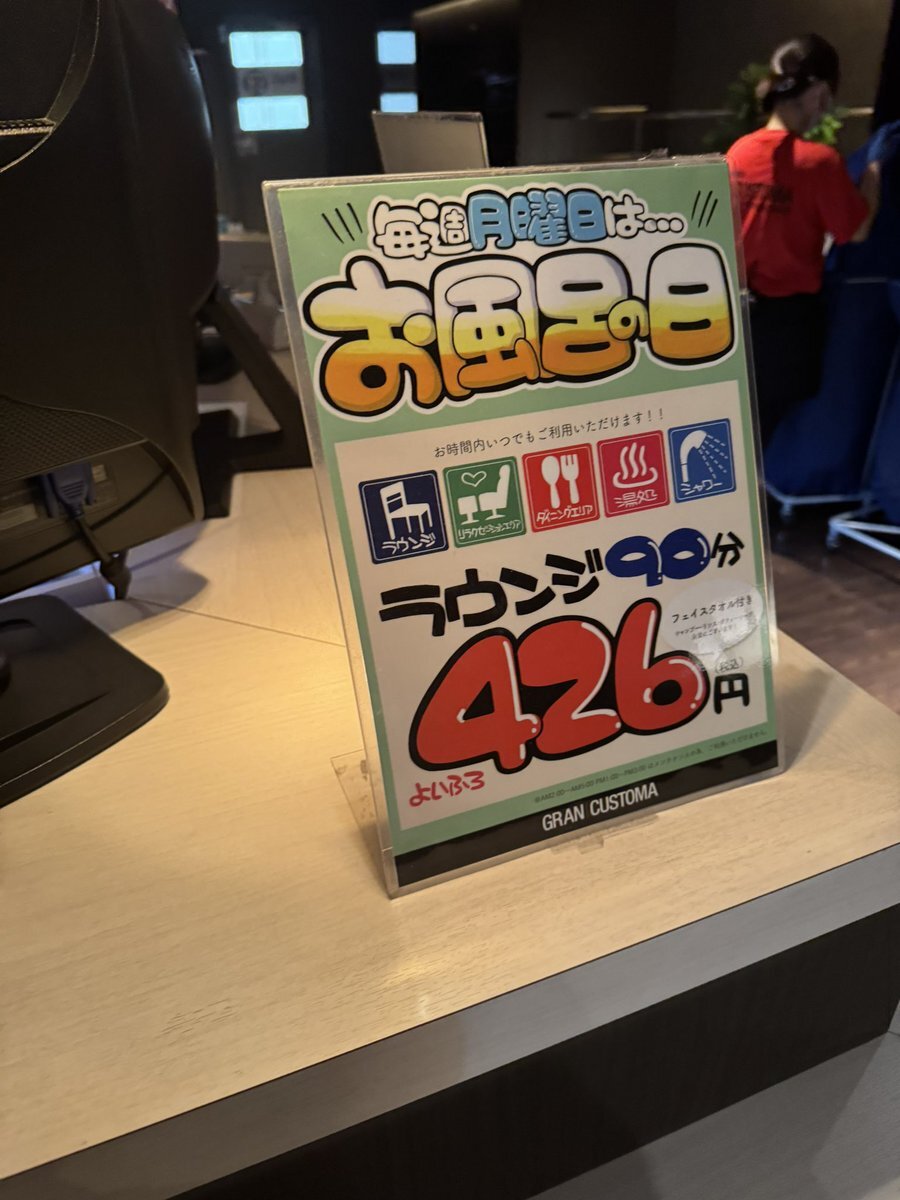 毎週月曜日は…
お風呂の日
お時間内いつでもご利用いただけます！！
ラウンジ
リラクゼーションエリア
ダイニングエリア
湯処
シャワー
ラウンジ90分
フェイスタオル付き
426円
(税込)
よいふろ
GRAN CUSTOMA